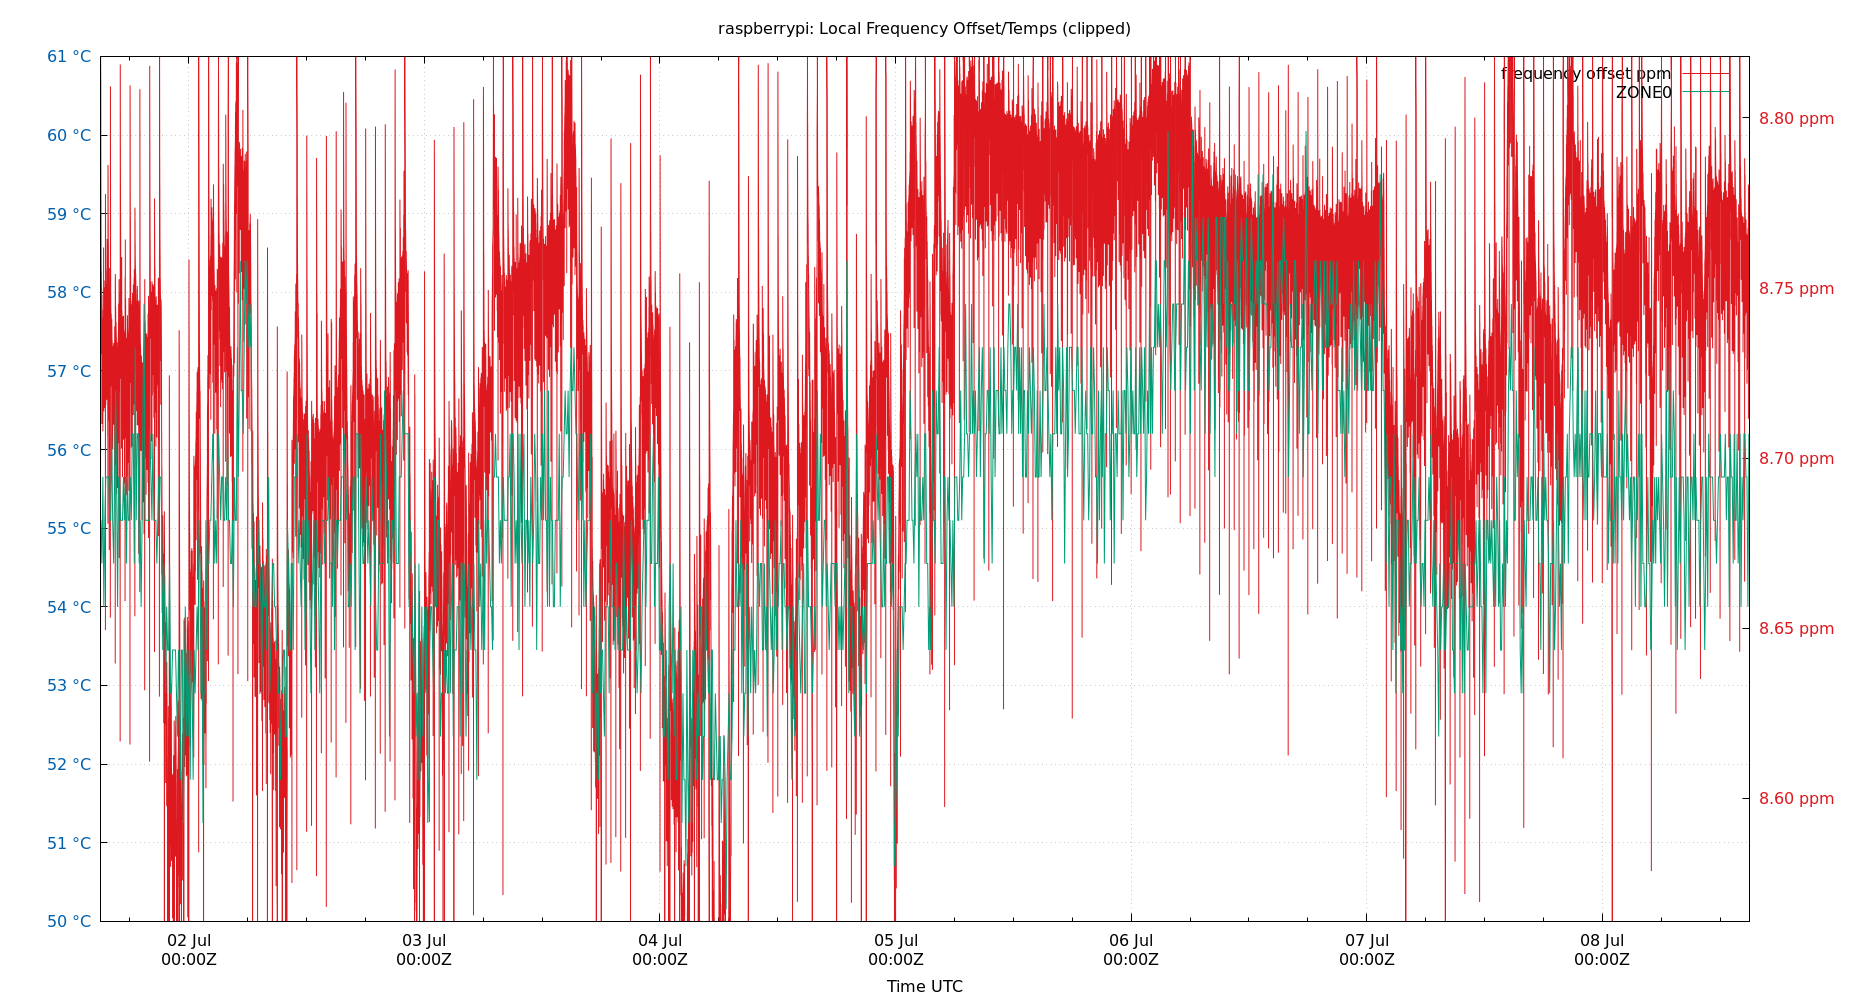 raspberrypi: Local Frequency Offset/Temps (clipped)
61 °C
60 °C
59 °C
58 °C
57 °C
56 °C
55 °C
54 °C
53 °C
52 °C
51 °C
50 °C
frequency offset ppm
ZONE0
8.80 ppm
8.75 ppm
8.70 ppm
8.65 ppm
8.60 ppm
02 Jul
00:00Z
03 Jul
00:00Z
04 Jul
00:00Z
05 Jul
00:00Z
06 Jul
00:00Z
07 Jul
00:00Z
08 Jul
00:00Z
Time UTC